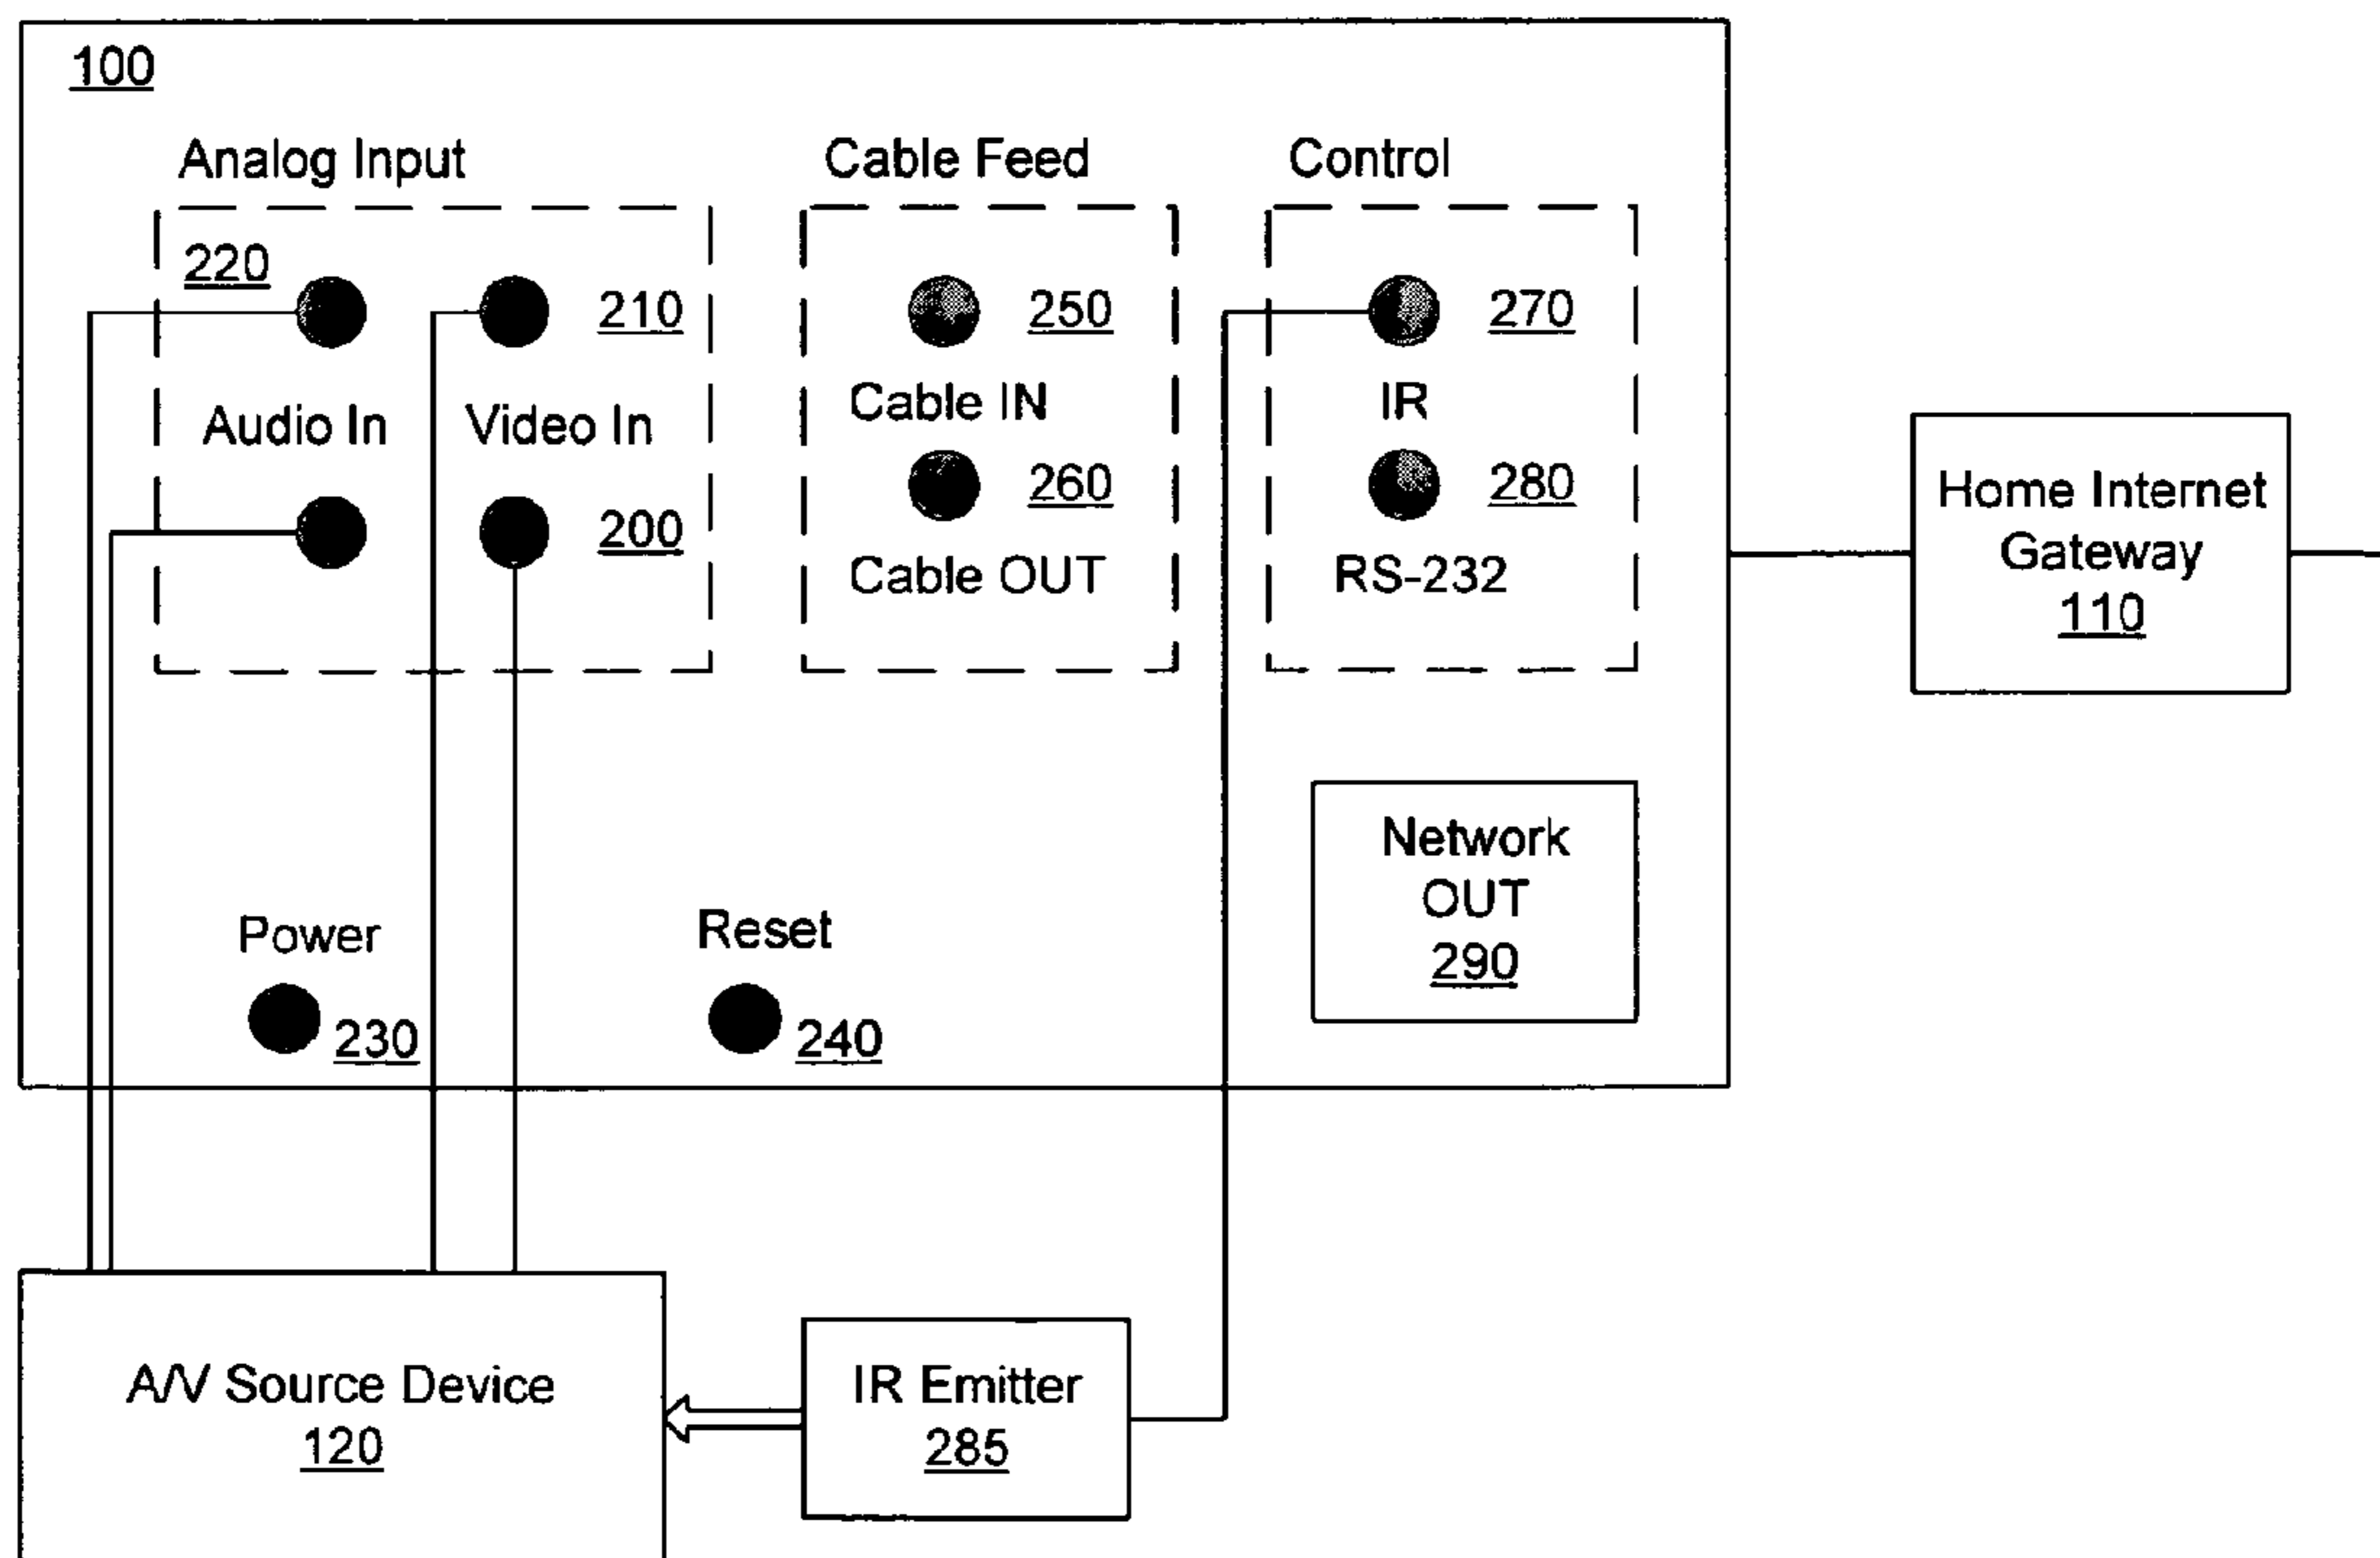 100
Analog Input
Cable Feed
Control
220
210
250
270
Audio In
Video In
Cable IN
IR
200
260
280
Cable OUT
RS-232
Home Internet
Gateway
110
Network
OUT
290
Power
230
Reset
240
A/V Source Device
120
IR Emitter
285